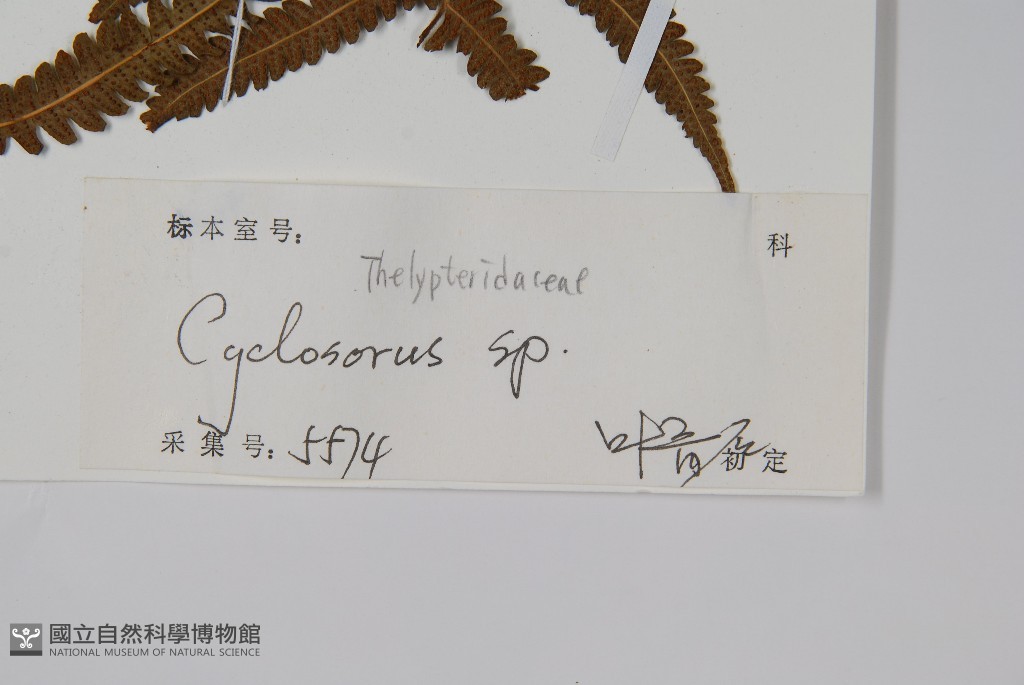 标本室号： 科
Thelypteridaceae
Cyclosorus sp.
采集号：5574 初定
國立自然科學博物館
NATIONAL MUSEUM OF NATURAL SCIENCE